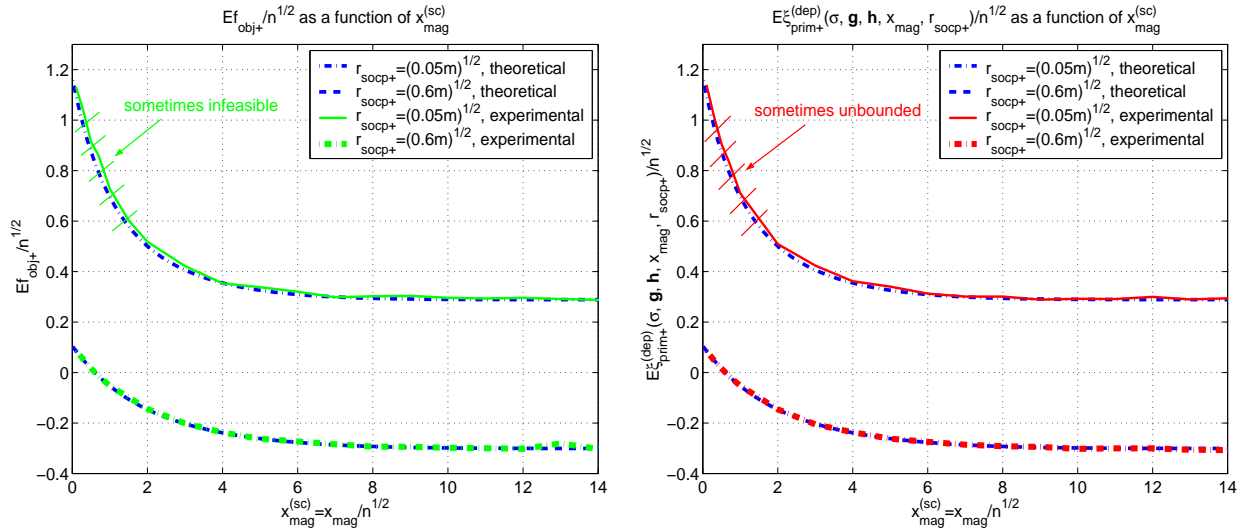 Ef_obj+/n^1/2 as a function of x_mag^(sc)
Ef_obj+/n^1/2
1.2
1
0.8
0.6
0.4
0.2
0
−0.2
−0.4
r_socp+=(0.05m)^1/2, theoretical
r_socp+=(0.6m)^1/2, theoretical
r_socp+=(0.05m)^1/2, experimental
r_socp+=(0.6m)^1/2, experimental
sometimes infeasible
0 2 4 6 8 10 12 14
x_mag^(sc)=x_mag/n^1/2
Eξ_prim+^(dep)(σ, g, h, x_mag, r_socp+)/n^1/2 as a function of x_mag^(sc)
Eξ_prim+^(dep)(σ, g, h, x_mag, r_socp+)/n^1/2
1.2
1
0.8
0.6
0.4
0.2
0
−0.2
−0.4
r_socp+=(0.05m)^1/2, theoretical
r_socp+=(0.6m)^1/2, theoretical
r_socp+=(0.05m)^1/2, experimental
r_socp+=(0.6m)^1/2, experimental
sometimes unbounded
0 2 4 6 8 10 12 14
x_mag^(sc)=x_mag/n^1/2